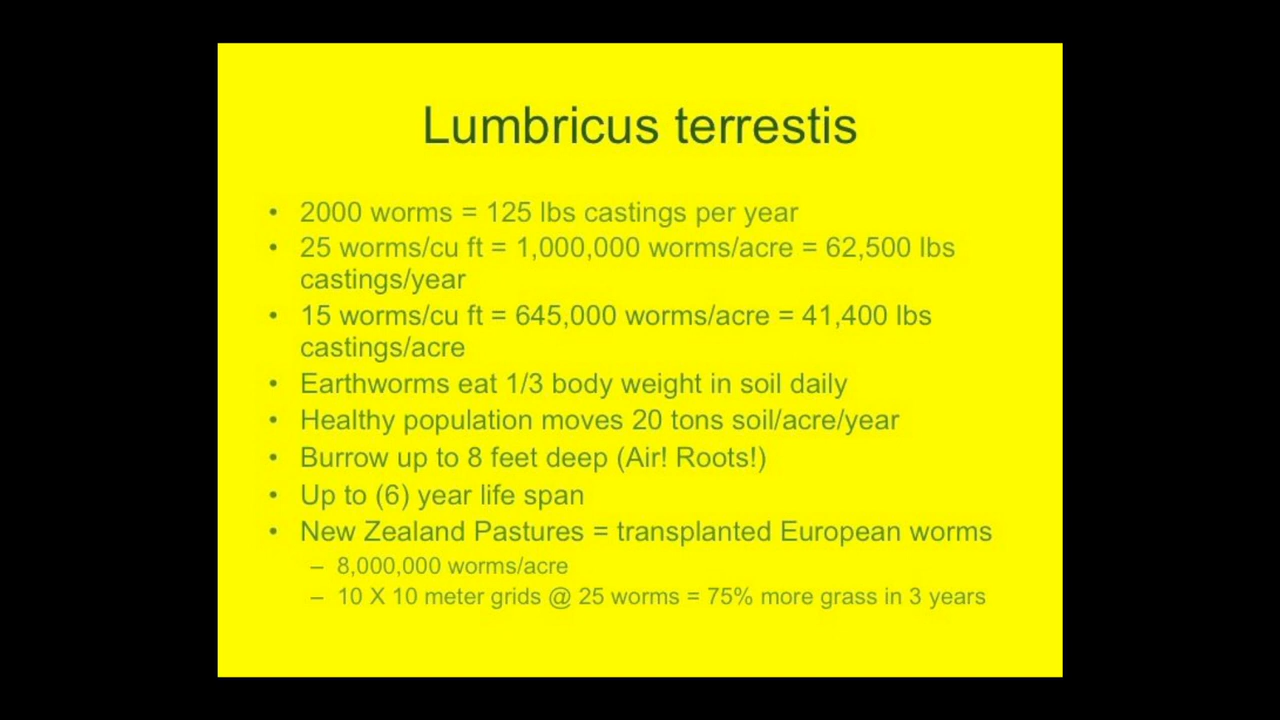 Lumbricus terrestis
• 2000 worms = 125 lbs castings per year
• 25 worms/cu ft = 1,000,000 worms/acre = 62,500 lbs
castings/year
• 15 worms/cu ft = 645,000 worms/acre = 41,400 lbs
castings/acre
• Earthworms eat 1/3 body weight in soil daily
• Healthy population moves 20 tons soil/acre/year
• Burrow up to 8 feet deep (Air! Roots!)
• Up to (6) year life span
• New Zealand Pastures = transplanted European worms
– 8,000,000 worms/acre
– 10 X 10 meter grids @ 25 worms = 75% more grass in 3 years